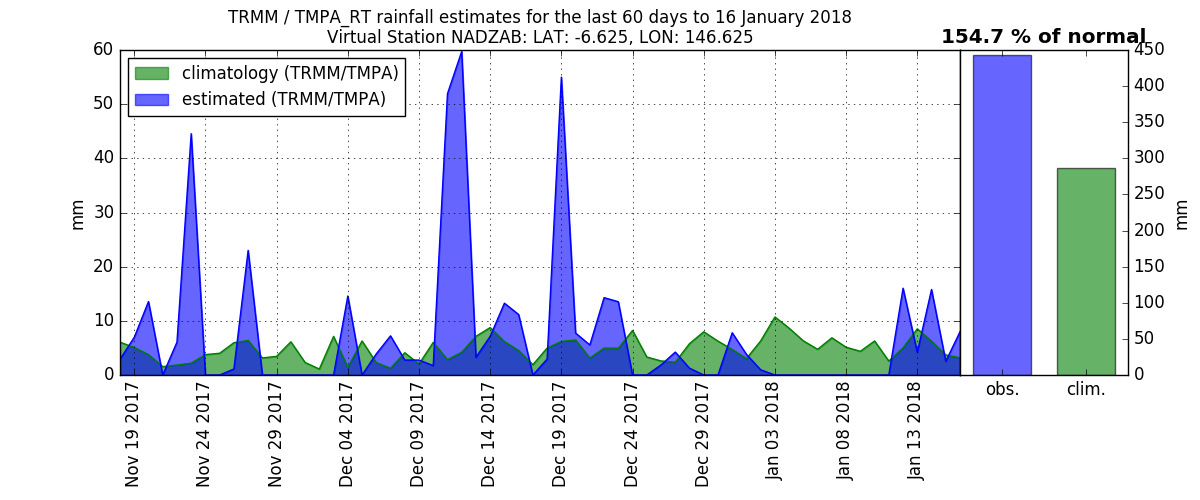 TRMM / TMPA_RT rainfall estimates for the last 60 days to 16 January 2018
Virtual Station NADZAB: LAT: -6.625, LON: 146.625
154.7 % of normal
climatology (TRMM/TMPA)
estimated (TRMM/TMPA)
60
50
40
30
20
10
0
mm
450
400
350
300
250
200
150
100
50
0
mm
obs.
clim.
Nov 19 2017
Nov 24 2017
Nov 29 2017
Dec 04 2017
Dec 09 2017
Dec 14 2017
Dec 19 2017
Dec 24 2017
Dec 29 2017
Jan 03 2018
Jan 08 2018
Jan 13 2018